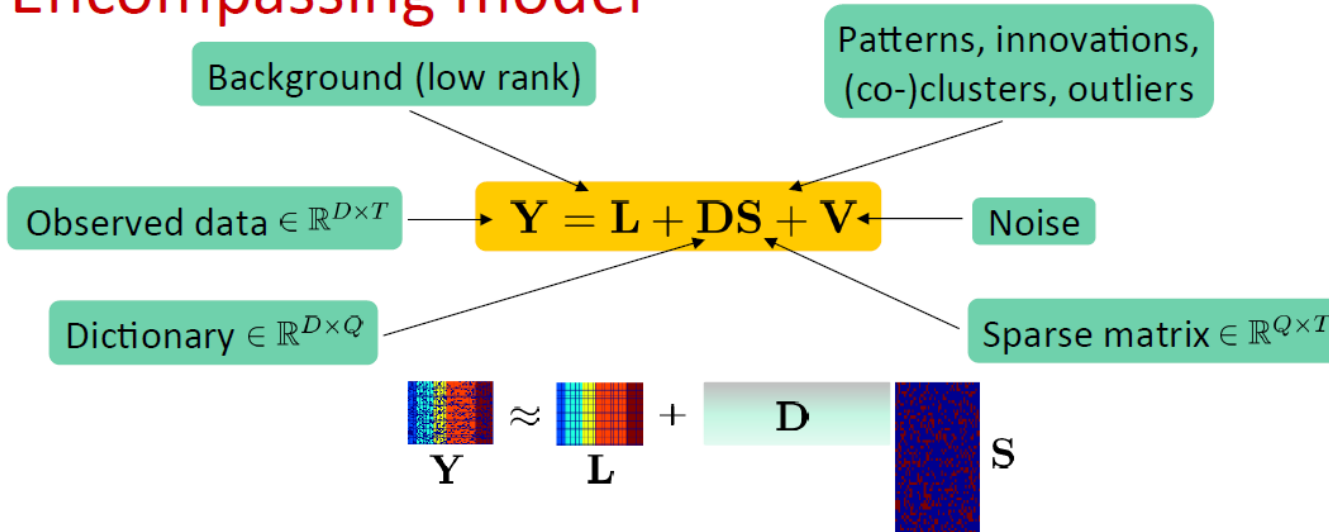 Encompassing model
Background (low rank)
Patterns, innovations,
(co-)clusters, outliers
Observed data ∈ ℝ^{D×T}
Y = L + DS + V
Noise
Dictionary ∈ ℝ^{D×Q}
Sparse matrix ∈ ℝ^{Q×T}
≈ + D
Y L S